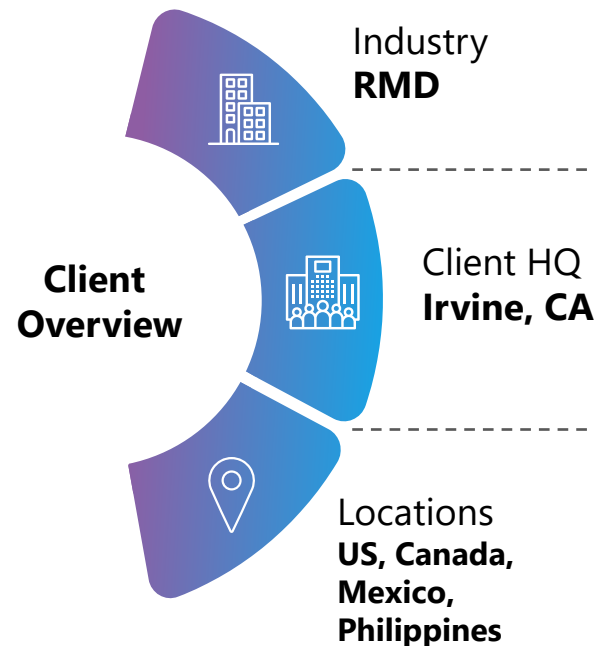 Industry
RMD
Client
Overview
Client HQ
Irvine, CA
Locations
US, Canada,
Mexico,
Philippines